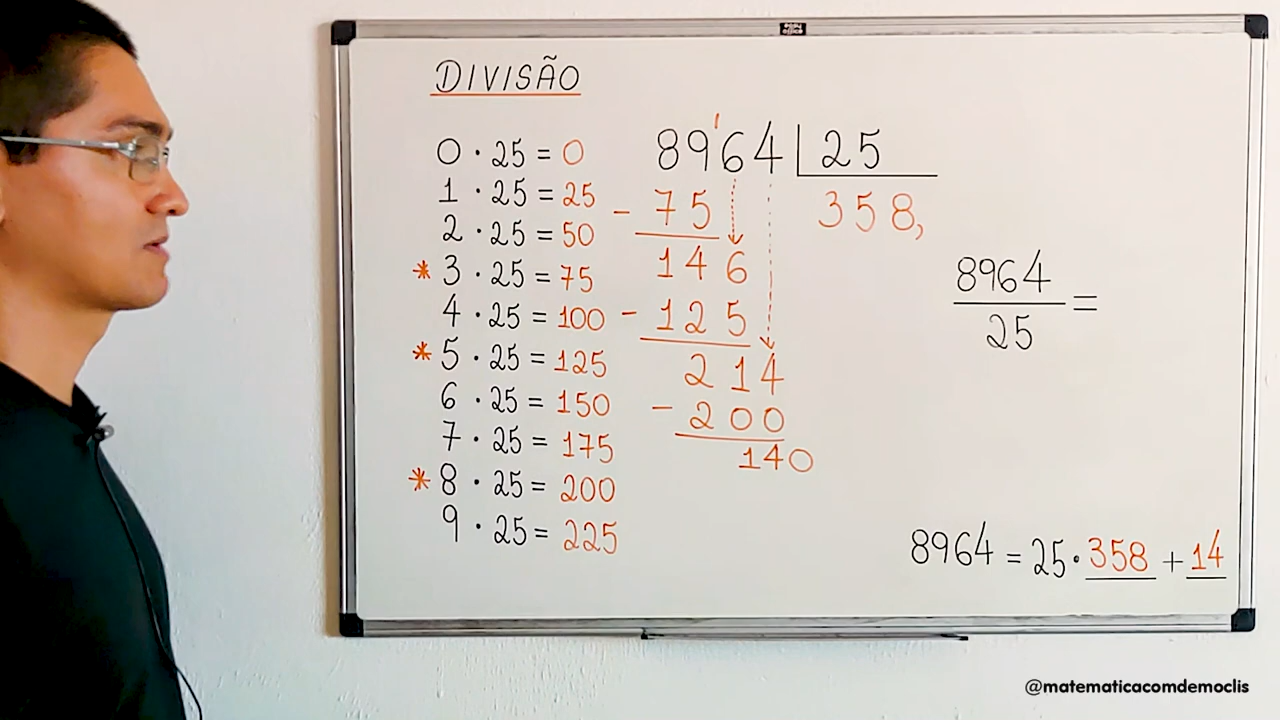 DIVISÃO
0 · 25 = 0
1 · 25 = 25
2 · 25 = 50
* 3 · 25 = 75
4 · 25 = 100
* 5 · 25 = 125
6 · 25 = 150
7 · 25 = 175
* 8 · 25 = 200
9 · 25 = 225
89'64 | 25
- 75
358,
146
- 125
214
- 200
140
8964
25
=
8964 = 25 · 358 + 14
@matematicacomdemoclis